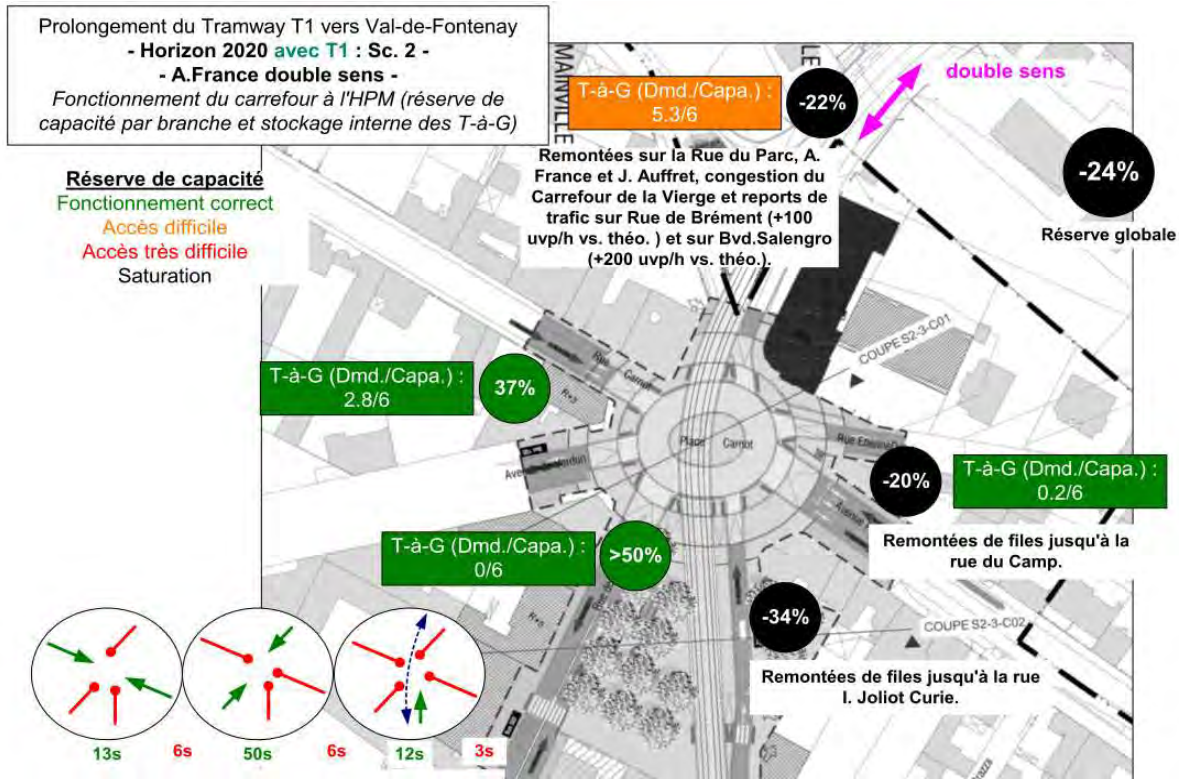 Prolongement du Tramway T1 vers Val-de-Fontenay
- Horizon 2020 avec T1 : Sc. 2 -
- A.France double sens -
Fonctionnement du carrefour à l'HPM (réserve de
capacité par branche et stockage interne des T-à-G)
Réserve de capacité
Fonctionnement correct
Accès difficile
Accès très difficile
Saturation
MAINVILLE
LE
T-à-G (Dmd./Capa.) :
5.3/6
-22%
double sens
Remontées sur la Rue du Parc, A.
France et J. Auffret, congestion du
Carrefour de la Vierge et reports de
trafic sur Rue de Brément (+100
uvp/h vs. théo. ) et sur Bvd.Salengro
(+200 uvp/h vs. théo.).
-24%
Réserve globale
COUPE S2-3-C01
T-à-G (Dmd./Capa.) :
2.8/6
37%
Rue
R+3
Place Carnot
Rue
Avenue
-20%
T-à-G (Dmd./Capa.) :
0.2/6
Avenue
Remontées de files jusqu'à la
rue du Camp.
T-à-G (Dmd./Capa.) :
0/6
>50%
-34%
COUPE S2-3-C02
Remontées de files jusqu'à la rue
I. Joliot Curie.
13s 6s 50s 6s 12s 3s